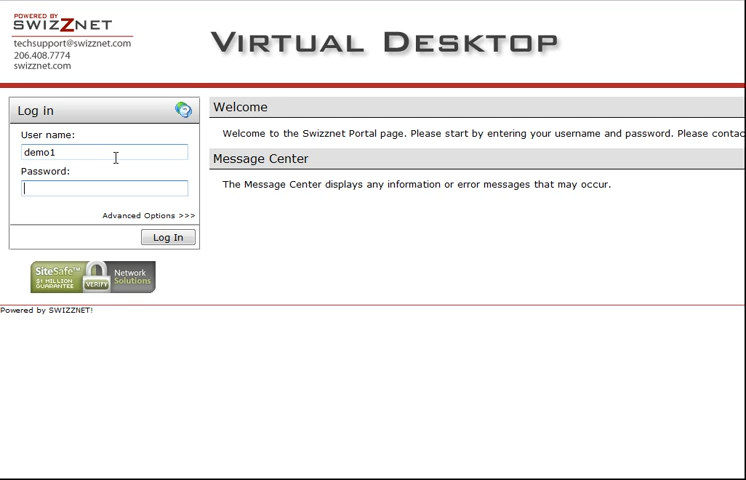 POWERED BY
SWIZZNET
techsupport@swizznet.com
206.408.7774
swizznet.com
VIRTUAL DESKTOP
Log in
User name:
demo1
Password:
Advanced Options >>>
Log In
SiteSafe™
$1 MILLION
GUARANTEE
VERIFY
Network
Solutions
Welcome
Welcome to the Swizznet Portal page. Please start by entering your username and password. Please contac
Message Center
The Message Center displays any information or error messages that may occur.
Powered by SWIZZNET!